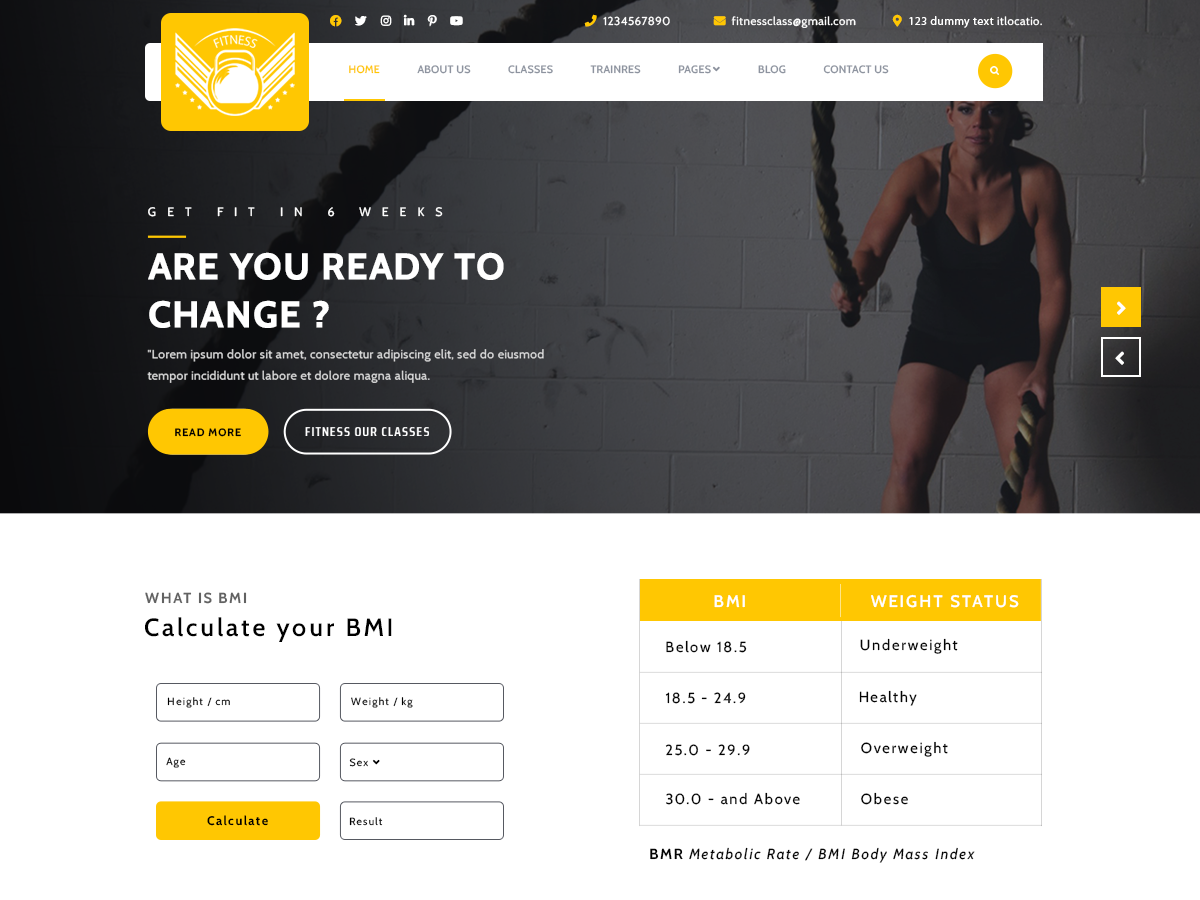 1234567890
fitnessclass@gmail.com
123 dummy text itlocatio.
FITNESS
HOME
ABOUT US
CLASSES
TRAINRES
PAGES
BLOG
CONTACT US
GET FIT IN 6 WEEKS
ARE YOU READY TO
CHANGE ?
"Lorem ipsum dolor sit amet, consectetur adipiscing elit, sed do eiusmod
tempor incididunt ut labore et dolore magna aliqua.
READ MORE
FITNESS OUR CLASSES
WHAT IS BMI
Calculate your BMI
Height / cm
Weight / kg
Age
Sex
Calculate
Result
BMI
WEIGHT STATUS
Below 18.5
Underweight
18.5 - 24.9
Healthy
25.0 - 29.9
Overweight
30.0 - and Above
Obese
BMR Metabolic Rate / BMI Body Mass Index